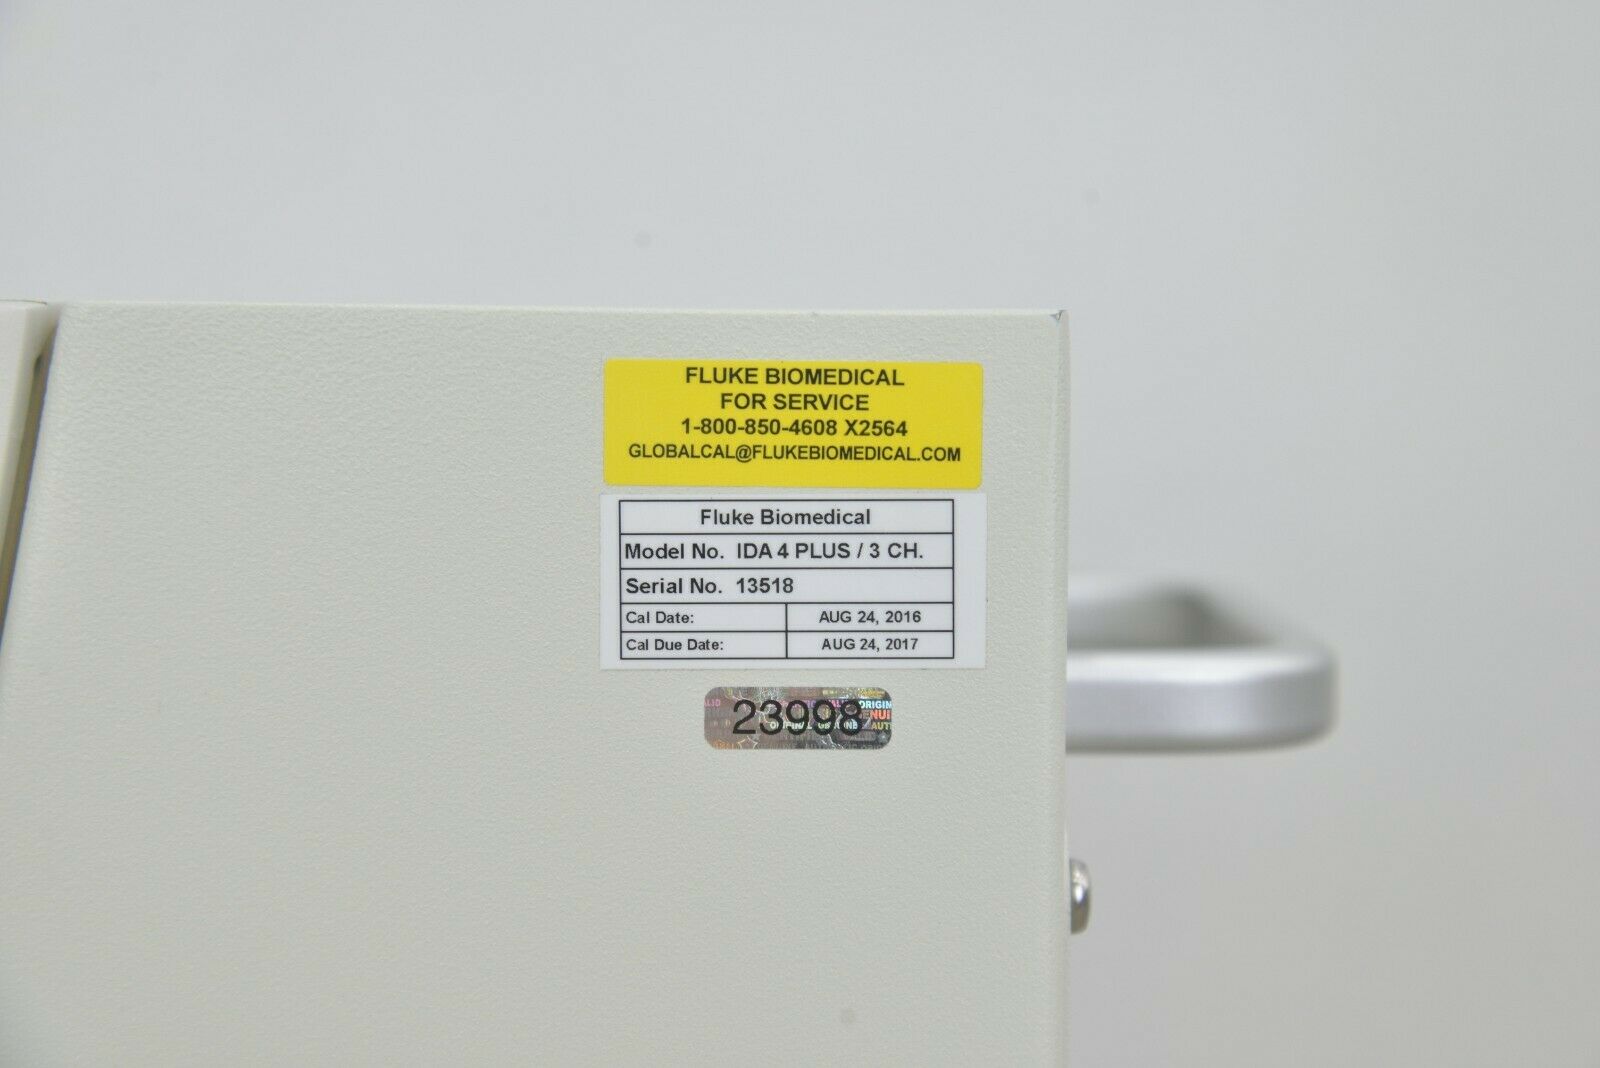 FLUKE BIOMEDICAL
FOR SERVICE
1-800-850-4608 X2564
GLOBALCAL@FLUKEBIOMEDICAL.COM
Fluke Biomedical
Model No. IDA 4 PLUS / 3 CH.
Serial No. 13518
Cal Date: AUG 24, 2016
Cal Due Date: AUG 24, 2017
23998